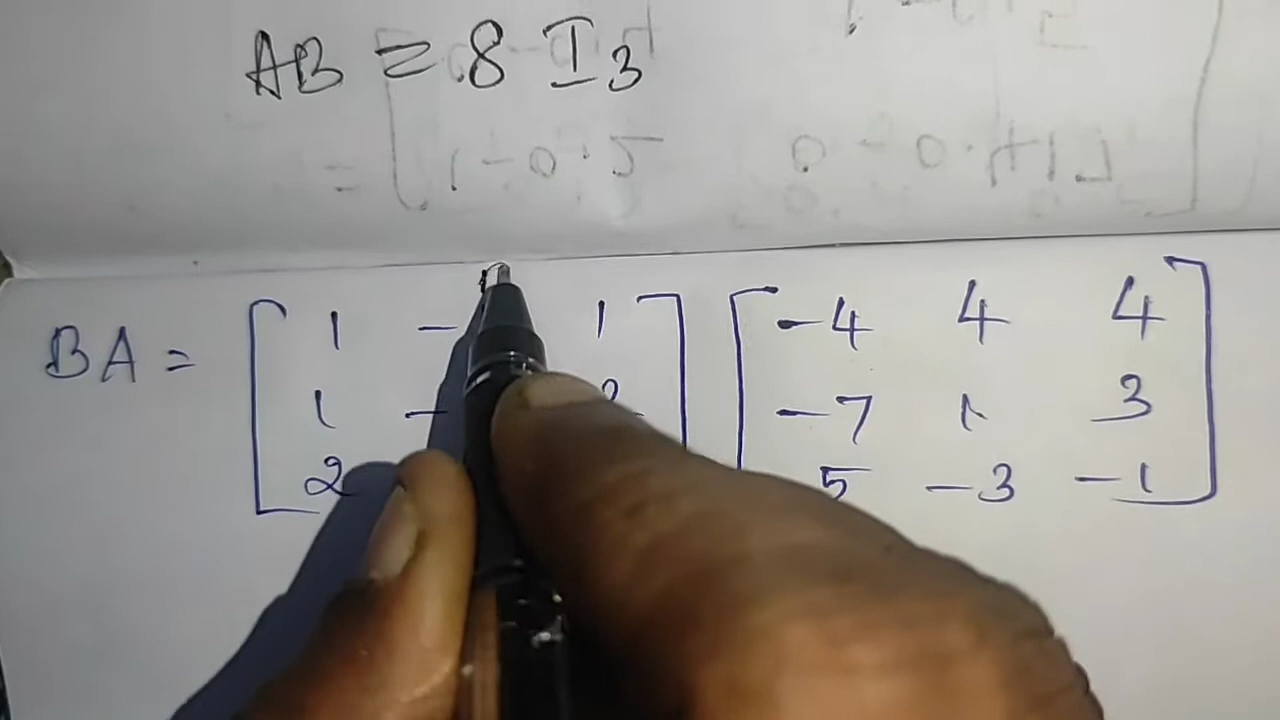 AB = 8 I3
BA = [ 1 - 1 ] [ -4 4 4 ]
[ 1 - ] [ -7 1 3 ]
[ 2 ] [ 5 -3 -1 ]